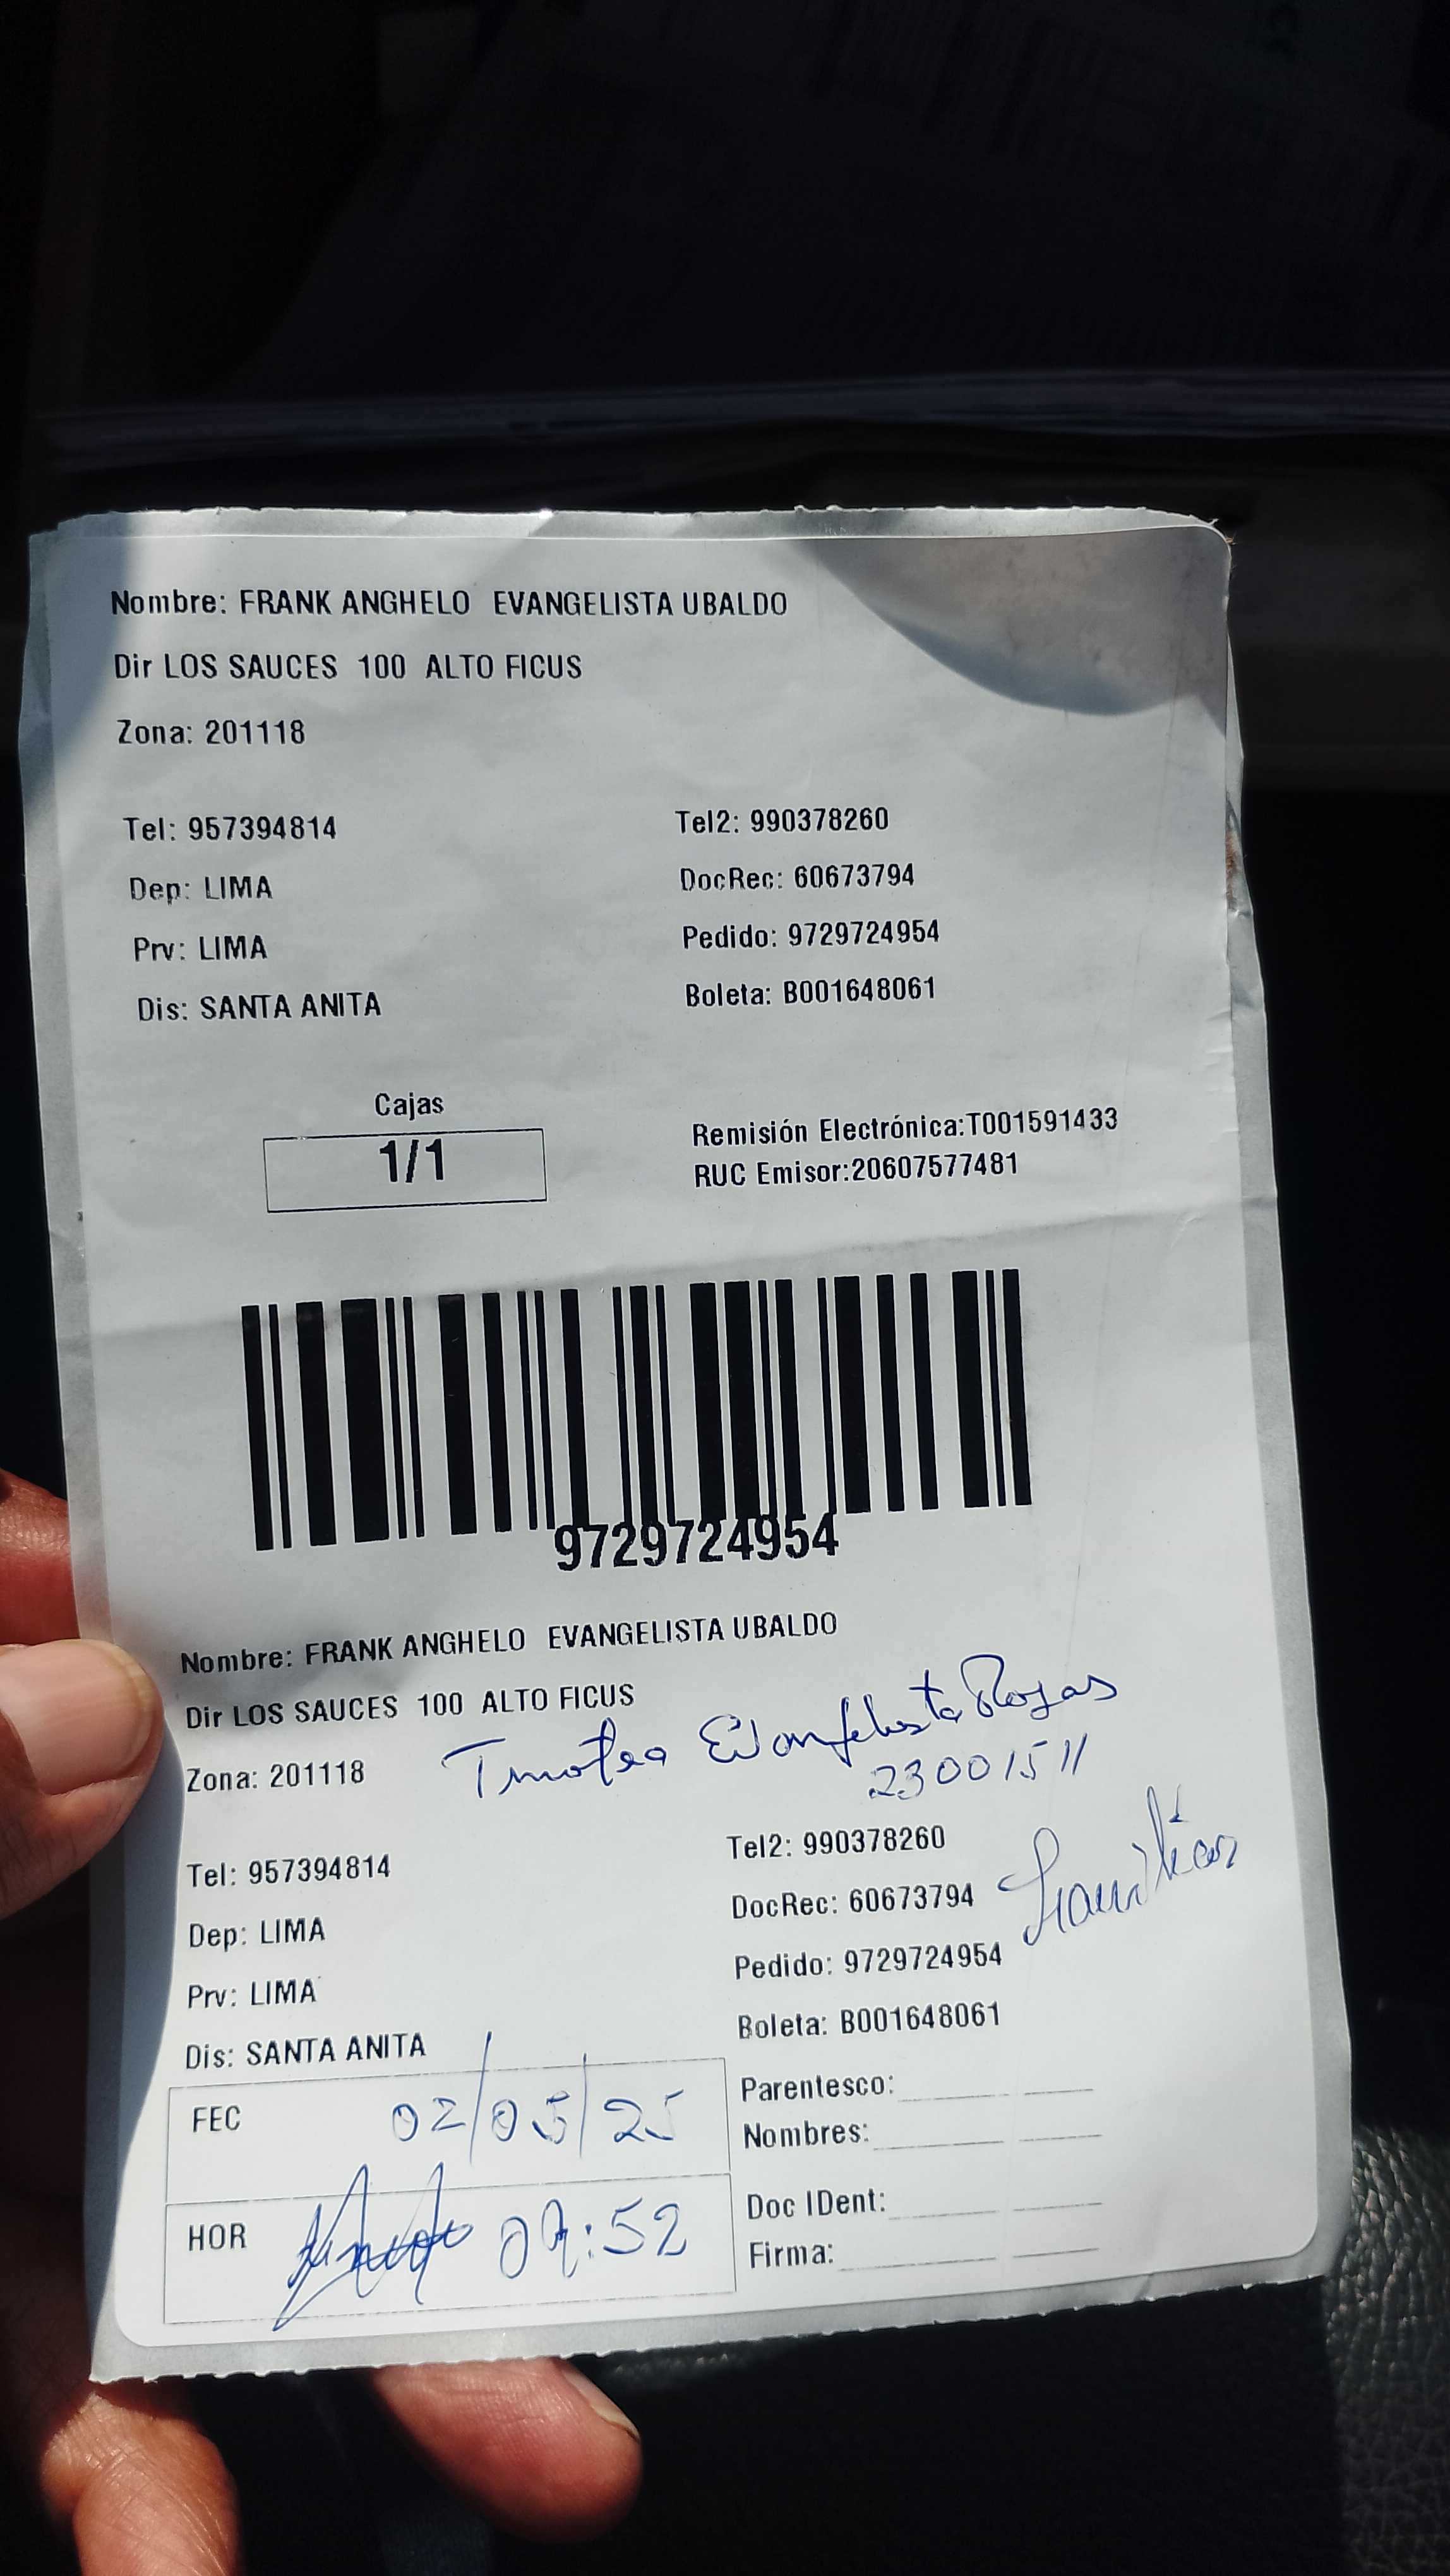 Nombre: FRANK ANGHELO EVANGELISTA UBALDO
Dir LOS SAUCES 100 ALTO FICUS
Zona: 201118
Tel: 957394814
Tel2: 990378260
Dep: LIMA
DocRec: 60673794
Prv: LIMA
Pedido: 9729724954
Dis: SANTA ANITA
Boleta: B001648061
Cajas
1/1
Remisión Electrónica:T001591433
RUC Emisor:20607577481
9729724954
Nombre: FRANK ANGHELO EVANGELISTA UBALDO
Dir LOS SAUCES 100 ALTO FICUS
Rojas
Zona: 201118
23001511
Tel: 957394814
Tel2: 990378260
Dep: LIMA
DocRec: 60673794
Prv: LIMA
Pedido: 9729724954
Dis: SANTA ANITA
Boleta: B001648061
FEC 02/05/25
Parentesco:
Nombres:
HOR 09:52
Doc IDent:
Firma: